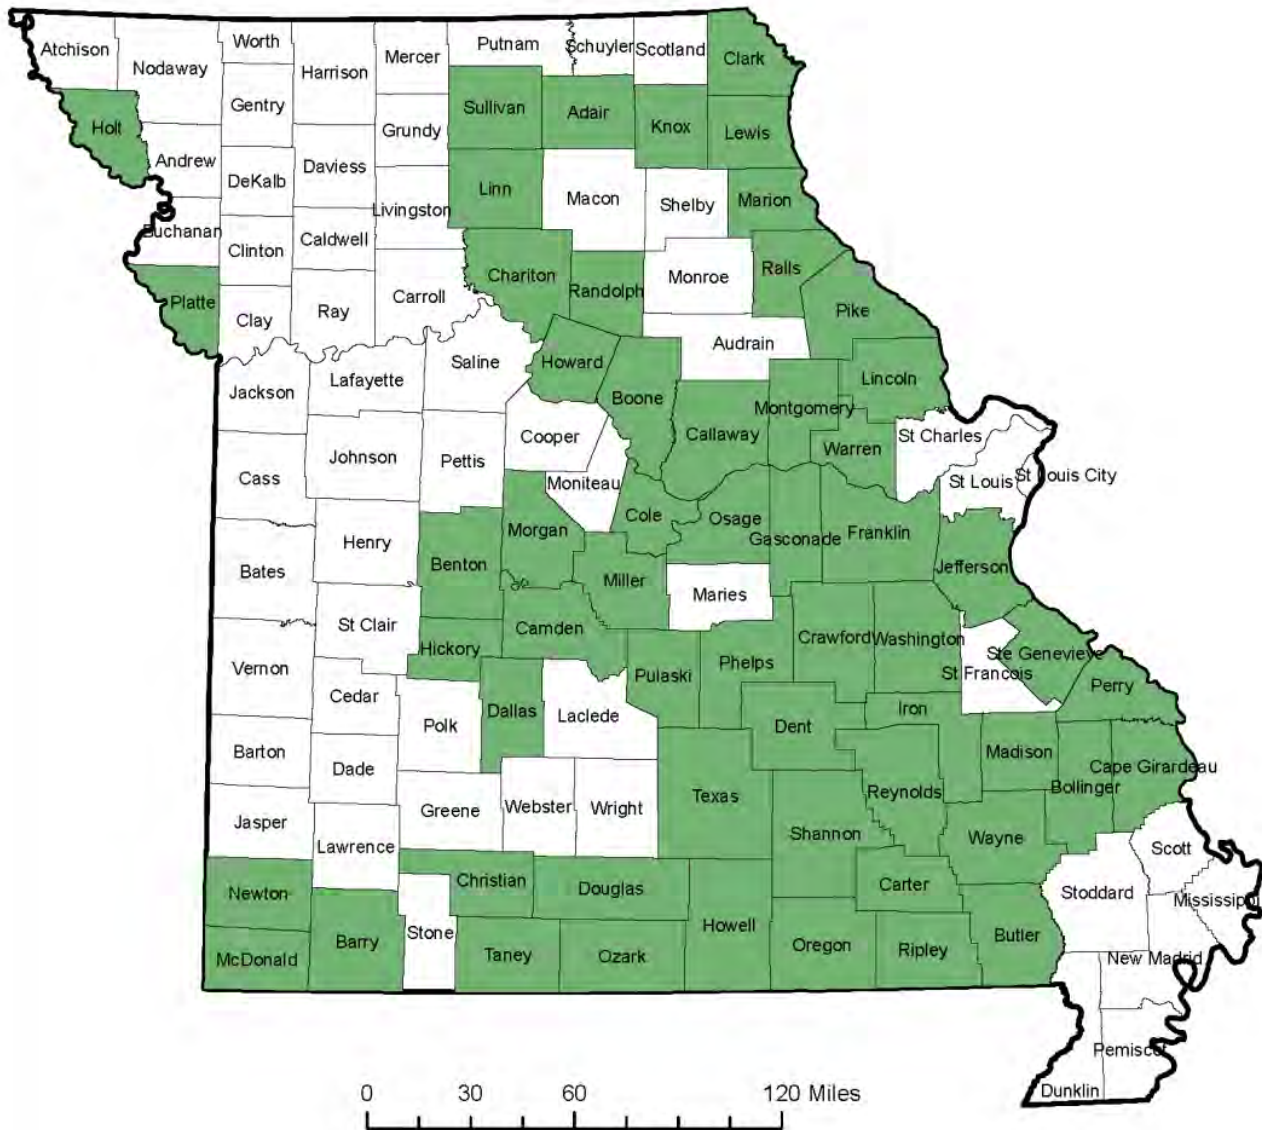 Atchison
Nodaway
Worth
Harrison
Mercer
Putnam
Schuyler
Scotland
Clark
Gentry
Sullivan
Adair
Knox
Lewis
Holt
Grundy
Andrew
DeKalb
Daviess
Livingston
Linn
Macon
Shelby
Marion
Buchanan
Clinton
Caldwell
Chariton
Randolph
Monroe
Ralls
Platte
Clay
Ray
Carroll
Pike
Audrain
Saline
Howard
Jackson
Lafayette
Boone
Lincoln
Montgomery
Callaway
Cooper
St Charles
Warren
Cass
Johnson
Pettis
Moniteau
St Louis
St Louis City
Cole
Osage
Morgan
Gasconade
Franklin
Henry
Bates
Benton
Miller
Jefferson
Maries
St Clair
Camden
Crawford
Washington
Hickory
Ste Genevieve
Vernon
Phelps
Pulaski
St Francois
Perry
Cedar
Polk
Dallas
Laclede
Iron
Dent
Barton
Madison
Dade
Cape Girardeau
Bollinger
Texas
Reynolds
Greene
Webster
Wright
Jasper
Shannon
Wayne
Lawrence
Scott
Christian
Douglas
Carter
Newton
Stoddard
Mississippi
Howell
Stone
Barry
Taney
Ozark
Oregon
Ripley
Butler
McDonald
New Madrid
Pemiscot
Dunklin
0 30 60 120 Miles